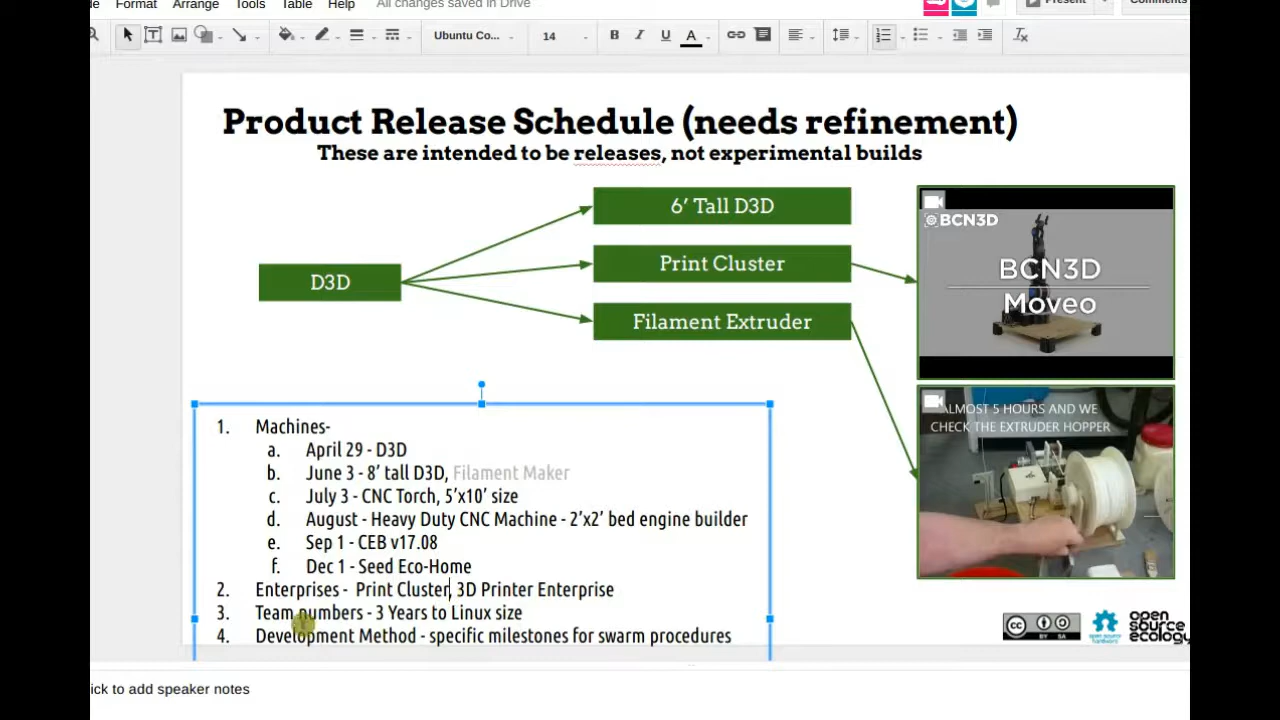 Format Arrange Tools Table Help All changes saved in Drive
Present Comments
Ubuntu Co... 14 B I U A
Product Release Schedule (needs refinement)
These are intended to be releases, not experimental builds
D3D
6’ Tall D3D
Print Cluster
Filament Extruder
BCN3D
BCN3D
Moveo
ALMOST 5 HOURS AND WE
CHECK THE EXTRUDER HOPPER
1. Machines-
a. April 29 - D3D
b. June 3 - 8’ tall D3D, Filament Maker
c. July 3 - CNC Torch, 5’x10’ size
d. August - Heavy Duty CNC Machine - 2’x2’ bed engine builder
e. Sep 1 - CEB v17.08
f. Dec 1 - Seed Eco-Home
2. Enterprises - Print Cluster, 3D Printer Enterprise
3. Team numbers - 3 Years to Linux size
4. Development Method - specific milestones for swarm procedures
cc BY SA
open source hardware
open
source
ecology
ick to add speaker notes